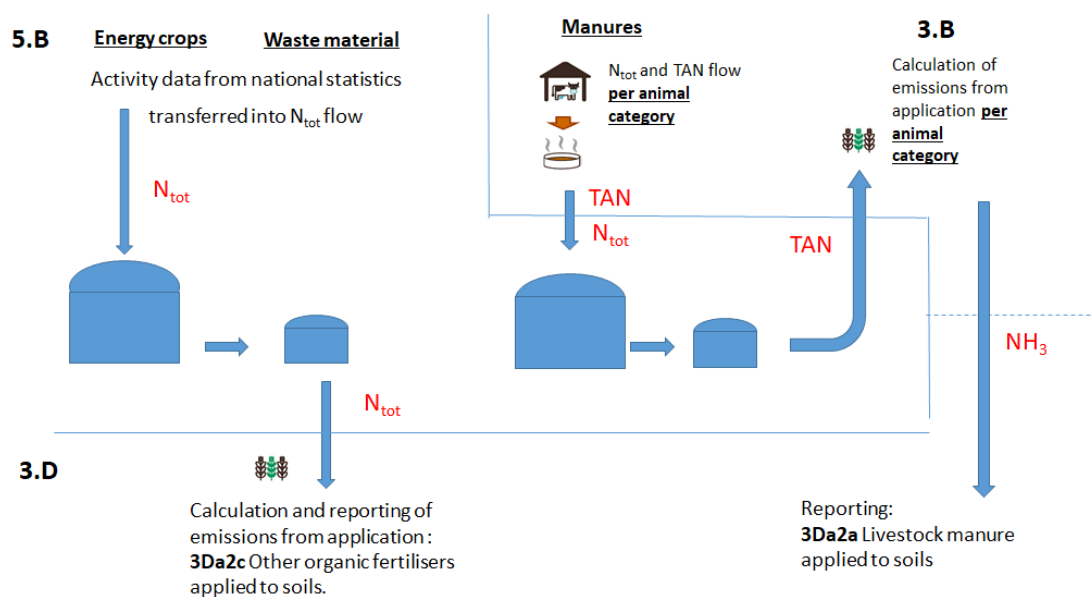 5.B
Energy crops
Waste material
Activity data from national statistics
transferred into Ntot flow
Ntot
Ntot
Manures
Ntot and TAN flow
per animal
category
TAN
Ntot
TAN
3.B
Calculation of
emissions from
application per
animal
category
NH3
3.D
Calculation and reporting of
emissions from application :
3Da2c Other organic fertilisers
applied to soils.
Reporting:
3Da2a Livestock manure
applied to soils